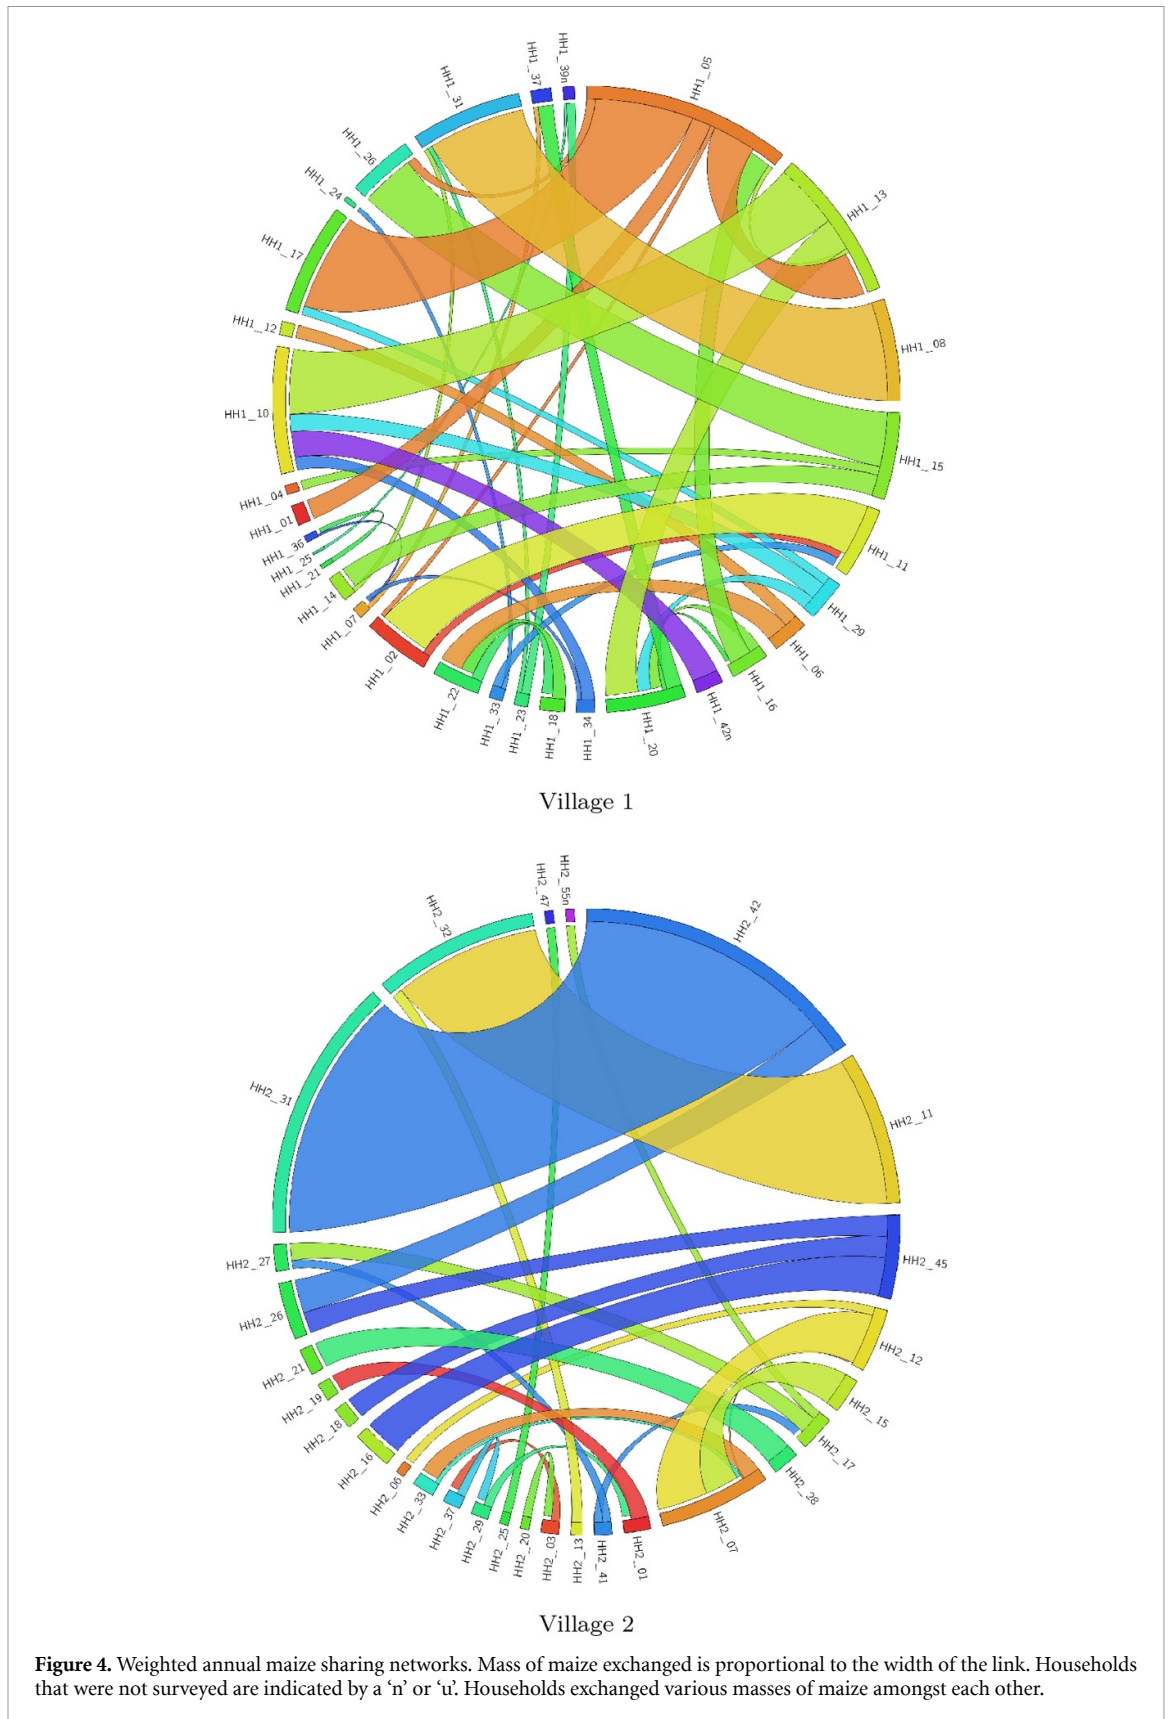 HH1_37
HH1_39n
HH1_05
HH1_31
HH1_26
HH1_24
HH1_13
HH1_17
HH1_12
HH1_08
HH1_10
HH1_15
HH1_04
HH1_01
HH1_36
HH1_25
HH1_21
HH1_14
HH1_07
HH1_02
HH1_11
HH1_29
HH1_06
HH1_16
HH1_22
HH1_33
HH1_23
HH1_18
HH1_34
HH1_20
HH1_42n
Village 1
HH2_47
HH2_55n
HH2_32
HH2_42
HH2_31
HH2_11
HH2_27
HH2_45
HH2_26
HH2_12
HH2_21
HH2_19
HH2_15
HH2_18
HH2_17
HH2_16
HH2_28
HH2_06
HH2_33
HH2_37
HH2_29
HH2_25
HH2_20
HH2_03
HH2_13
HH2_41
HH2_01
HH2_07
Village 2
Figure 4. Weighted annual maize sharing networks. Mass of maize exchanged is proportional to the width of the link. Households
that were not surveyed are indicated by a ‘n’ or ‘u’. Households exchanged various masses of maize amongst each other.